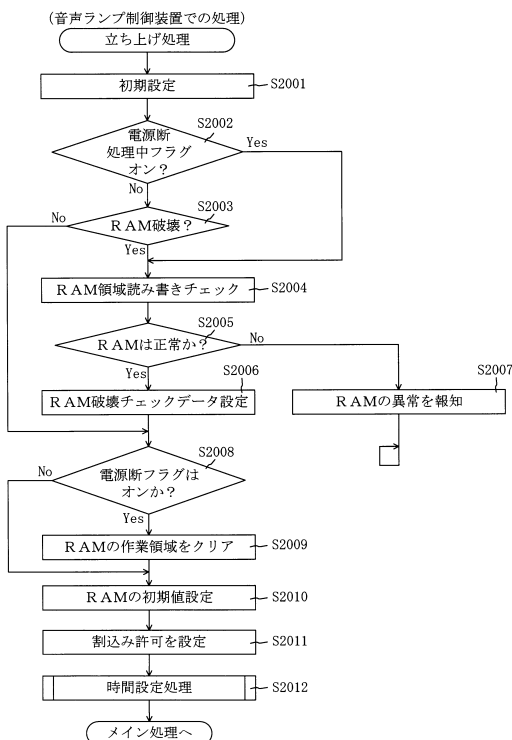 (音声ランプ制御装置での処理)
立ち上げ処理
初期設定
S2001
S2002
電源断
処理中フラグ
オン?
Yes
No
S2003
No
RAM破壊?
Yes
RAM領域読み書きチェック
S2004
S2005
RAMは正常か?
No
Yes
S2006
S2007
RAM破壊チェックデータ設定
RAMの異常を報知
S2008
No
電源断フラグは
オンか?
Yes
RAMの作業領域をクリア
S2009
RAMの初期値設定
S2010
割込み許可を設定
S2011
時間設定処理
S2012
メイン処理へ